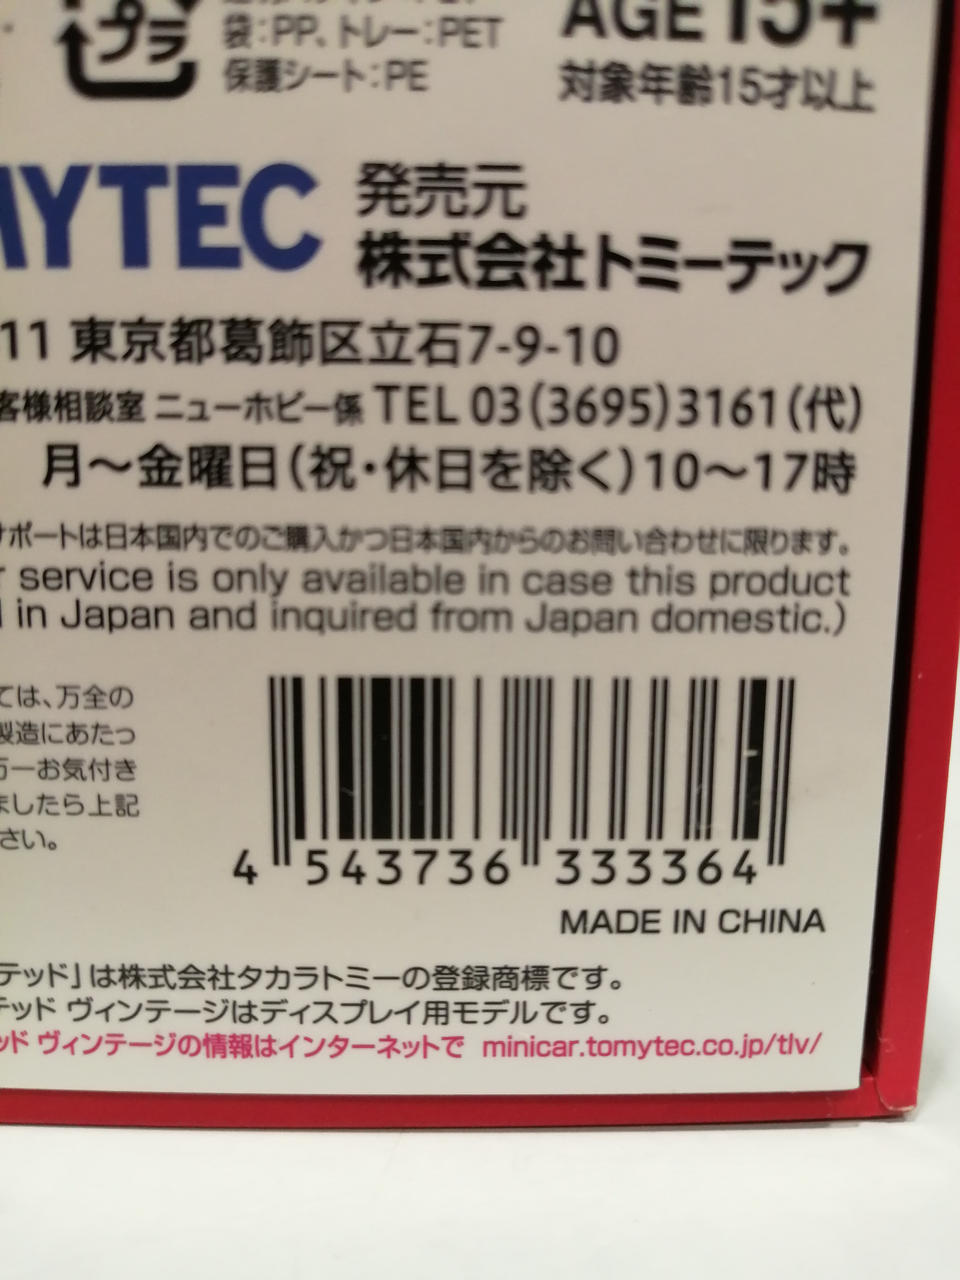 プラ
袋：PP、トレー：PET
保護シート：PE
AGE 15+
対象年齢15才以上
MYTEC
発売元
株式会社トミーテック
11 東京都葛飾区立石7-9-10
客様相談室 ニューホビー係 TEL 03(3695)3161(代)
月～金曜日(祝・休日を除く)10～17時
サポートは日本国内でのご購入かつ日本国内からのお問い合わせに限ります。
r service is only available in case this product
d in Japan and inquired from Japan domestic.)
ては、万全の
製造にあたっ
万一お気付き
ましたら上記
さい。
4 543736 333364
MADE IN CHINA
テッド」は株式会社タカラトミーの登録商標です。
テッド ヴィンテージはディスプレイ用モデルです。
ッド ヴィンテージの情報はインターネットで minicar.tomytec.co.jp/tlv/